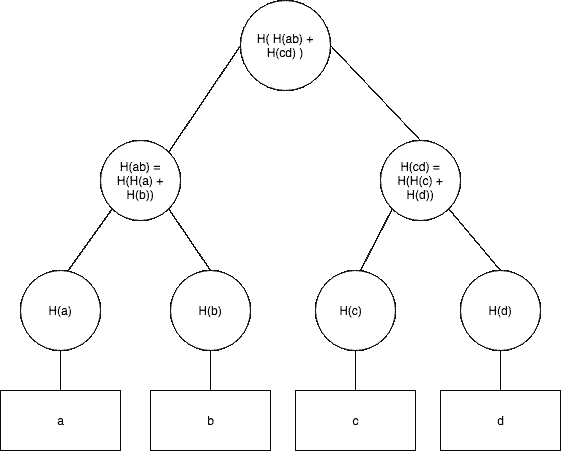 H( H(ab) +
H(cd) )
H(ab) =
H(H(a) +
H(b))
H(cd) =
H(H(c) +
H(d))
H(a)
H(b)
H(c)
H(d)
a
b
c
d